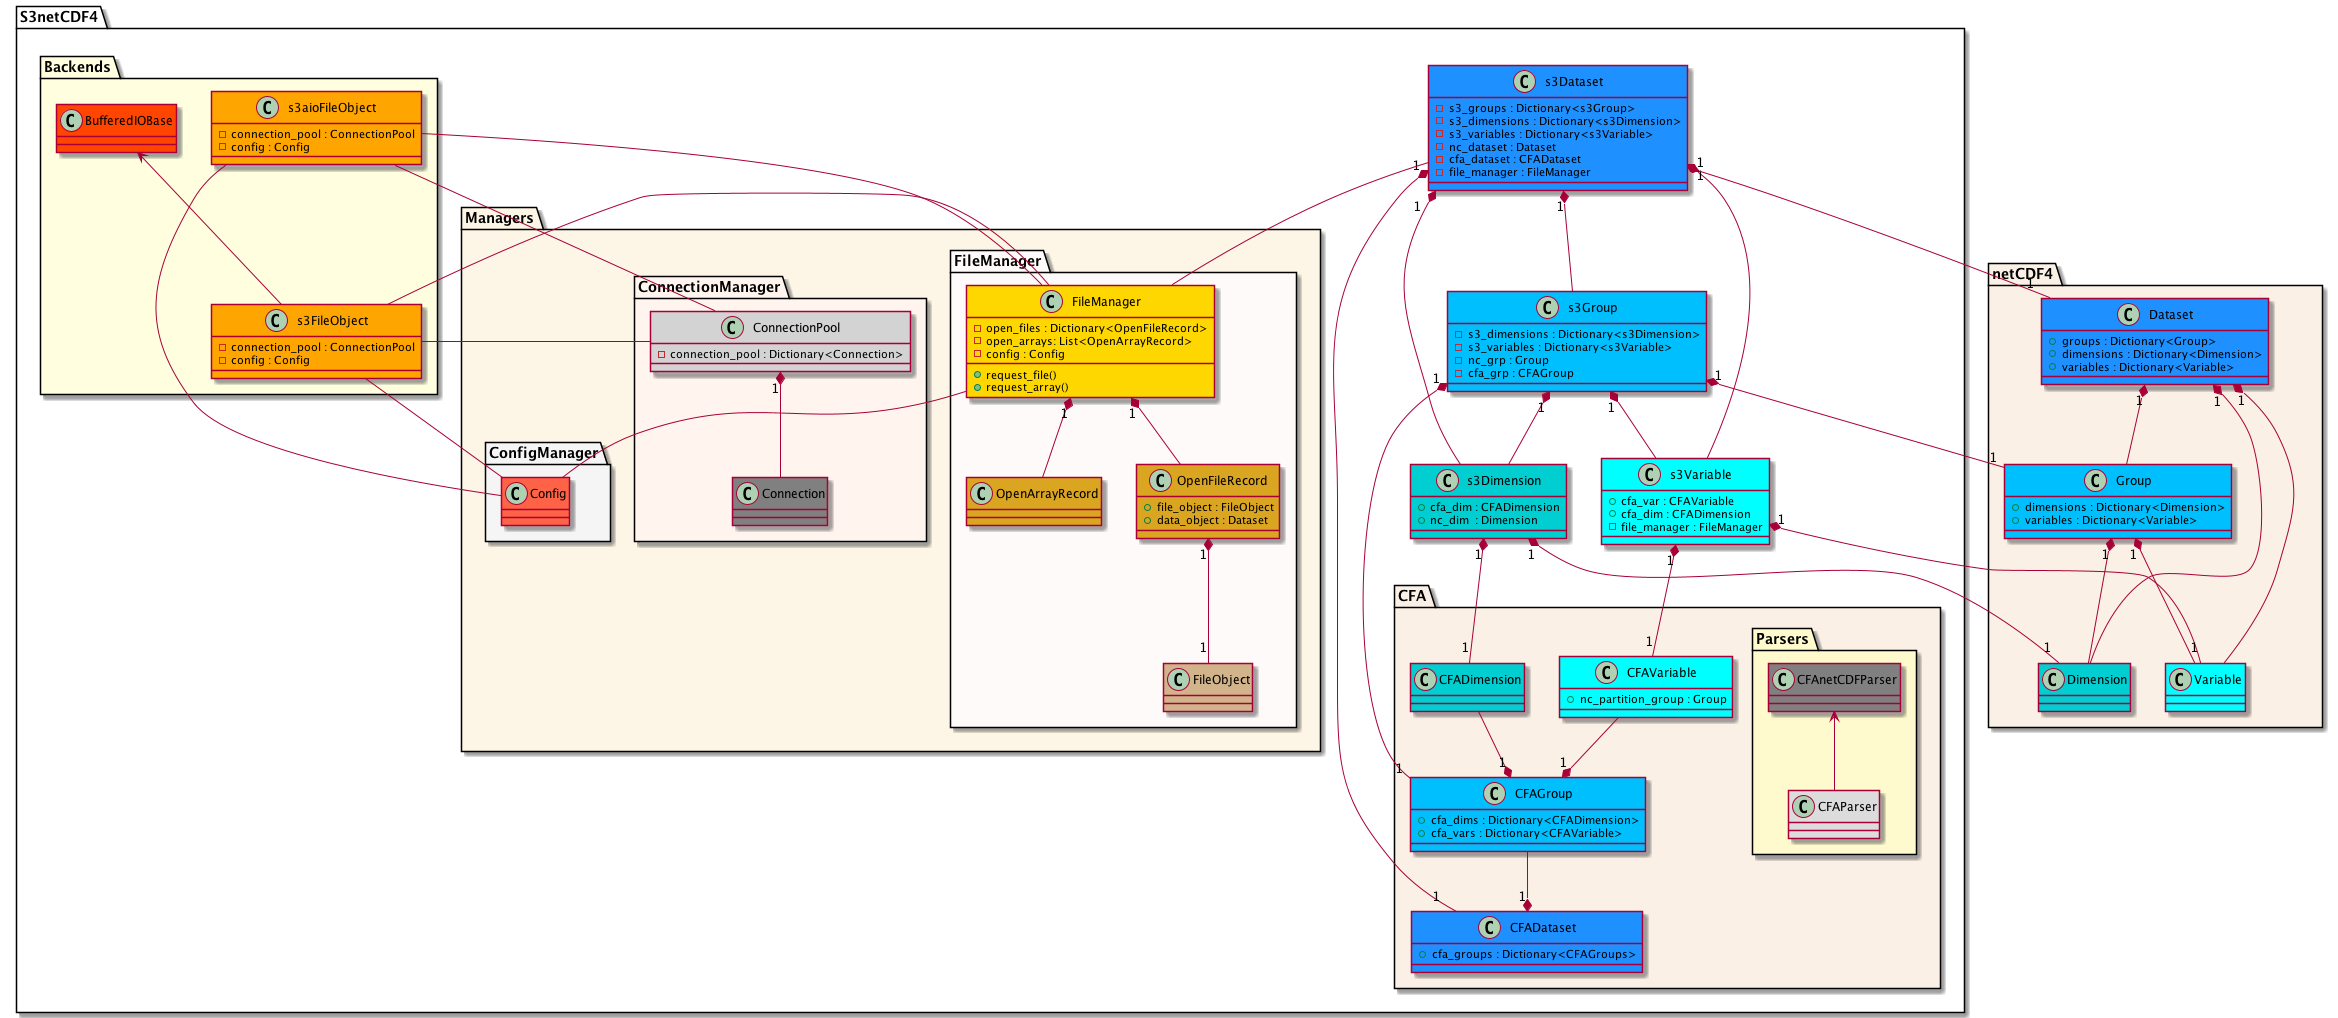 S3netCDF4
Backends
C BufferedIOBase
C s3aioFileObject
connection_pool : ConnectionPool
config : Config
C s3FileObject
connection_pool : ConnectionPool
config : Config
Managers
ConfigManager
C Config
ConnectionManager
C ConnectionPool
connection_pool : Dictionary<Connection>
1
C Connection
FileManager
C FileManager
open_files : Dictionary<OpenFileRecord>
open_arrays: List<OpenArrayRecord>
config : Config
request_file()
request_array()
1
1
C OpenArrayRecord
C OpenFileRecord
file_object : FileObject
data_object : Dataset
1
1
C FileObject
C s3Dataset
s3_groups : Dictionary<s3Group>
s3_dimensions : Dictionary<s3Dimension>
s3_variables : Dictionary<s3Variable>
nc_dataset : Dataset
cfa_dataset : CFADataset
file_manager : FileManager
1
1
1
1
1
C s3Group
s3_dimensions : Dictionary<s3Dimension>
s3_variables : Dictionary<s3Variable>
nc_grp : Group
cfa_grp : CFAGroup
1
1
1
1
C s3Dimension
cfa_dim : CFADimension
nc_dim : Dimension
1
1
C s3Variable
cfa_var : CFAVariable
cfa_dim : CFADimension
file_manager : FileManager
1
1
CFA
1
1
C CFADimension
C CFAVariable
nc_partition_group : Group
1
1
1
C CFAGroup
cfa_dims : Dictionary<CFADimension>
cfa_vars : Dictionary<CFAVariable>
1
1
C CFADataset
cfa_groups : Dictionary<CFAGroups>
Parsers
C CFAnetCDFParser
C CFAParser
netCDF4
1
C Dataset
groups : Dictionary<Group>
dimensions : Dictionary<Dimension>
variables : Dictionary<Variable>
1
1
1
1
C Group
dimensions : Dictionary<Dimension>
variables : Dictionary<Variable>
1
1
1
1
C Dimension
C Variable